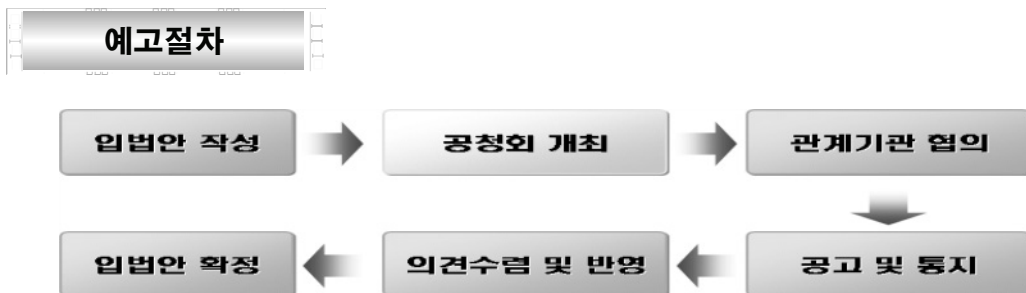 예고절차
입법안 작성
공청회 개최
관계기관 협의
공고 및 통지
의견수렴 및 반영
입법안 확정